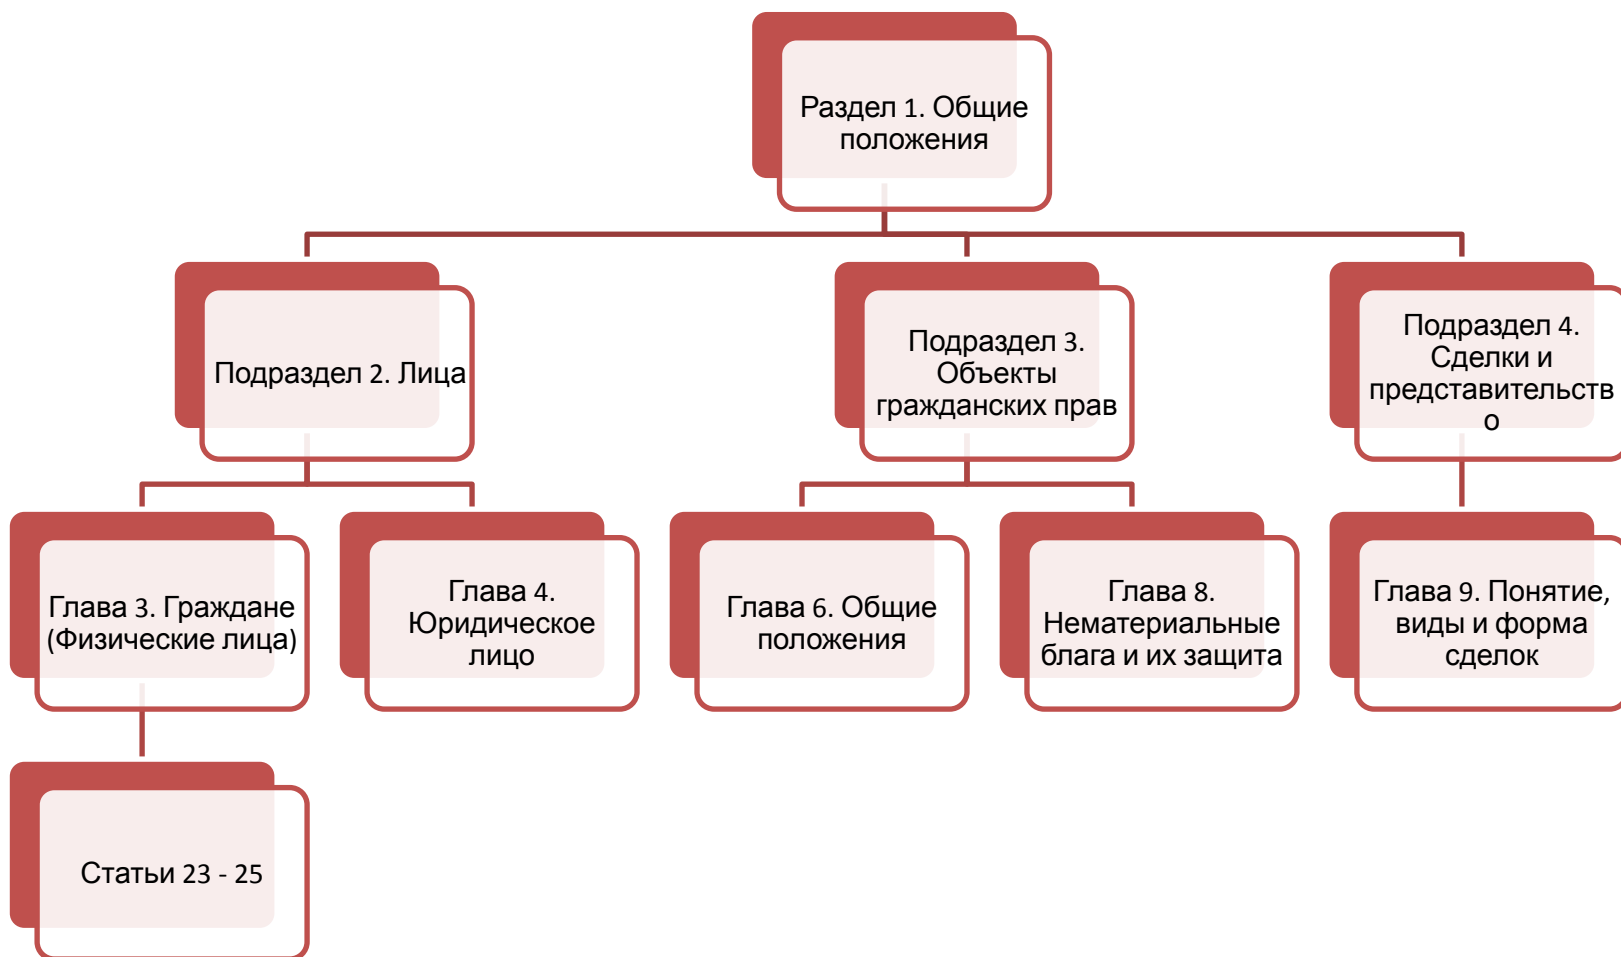 Раздел 1. Общие
положения
Подраздел 2. Лица
Подраздел 3.
Объекты
гражданских прав
Подраздел 4.
Сделки и
представительств
о
Глава 3. Граждане
(Физические лица)
Глава 4.
Юридическое
лицо
Глава 6. Общие
положения
Глава 8.
Нематериальные
блага и их защита
Глава 9. Понятие,
виды и форма
сделок
Статьи 23 - 25